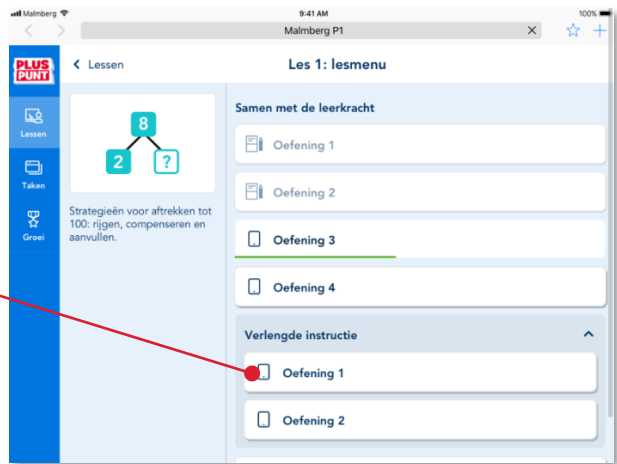 Malmberg
9:41 AM
100%
Malmberg P1
PLUS
PUNT
Lessen
Les 1: lesmenu
Lessen
Taken
Groei
8
2
?
Strategieën voor aftrekken tot
100: rijgen, compenseren en
aanvullen.
Samen met de leerkracht
Oefening 1
Oefening 2
Oefening 3
Oefening 4
Verlengde instructie
Oefening 1
Oefening 2